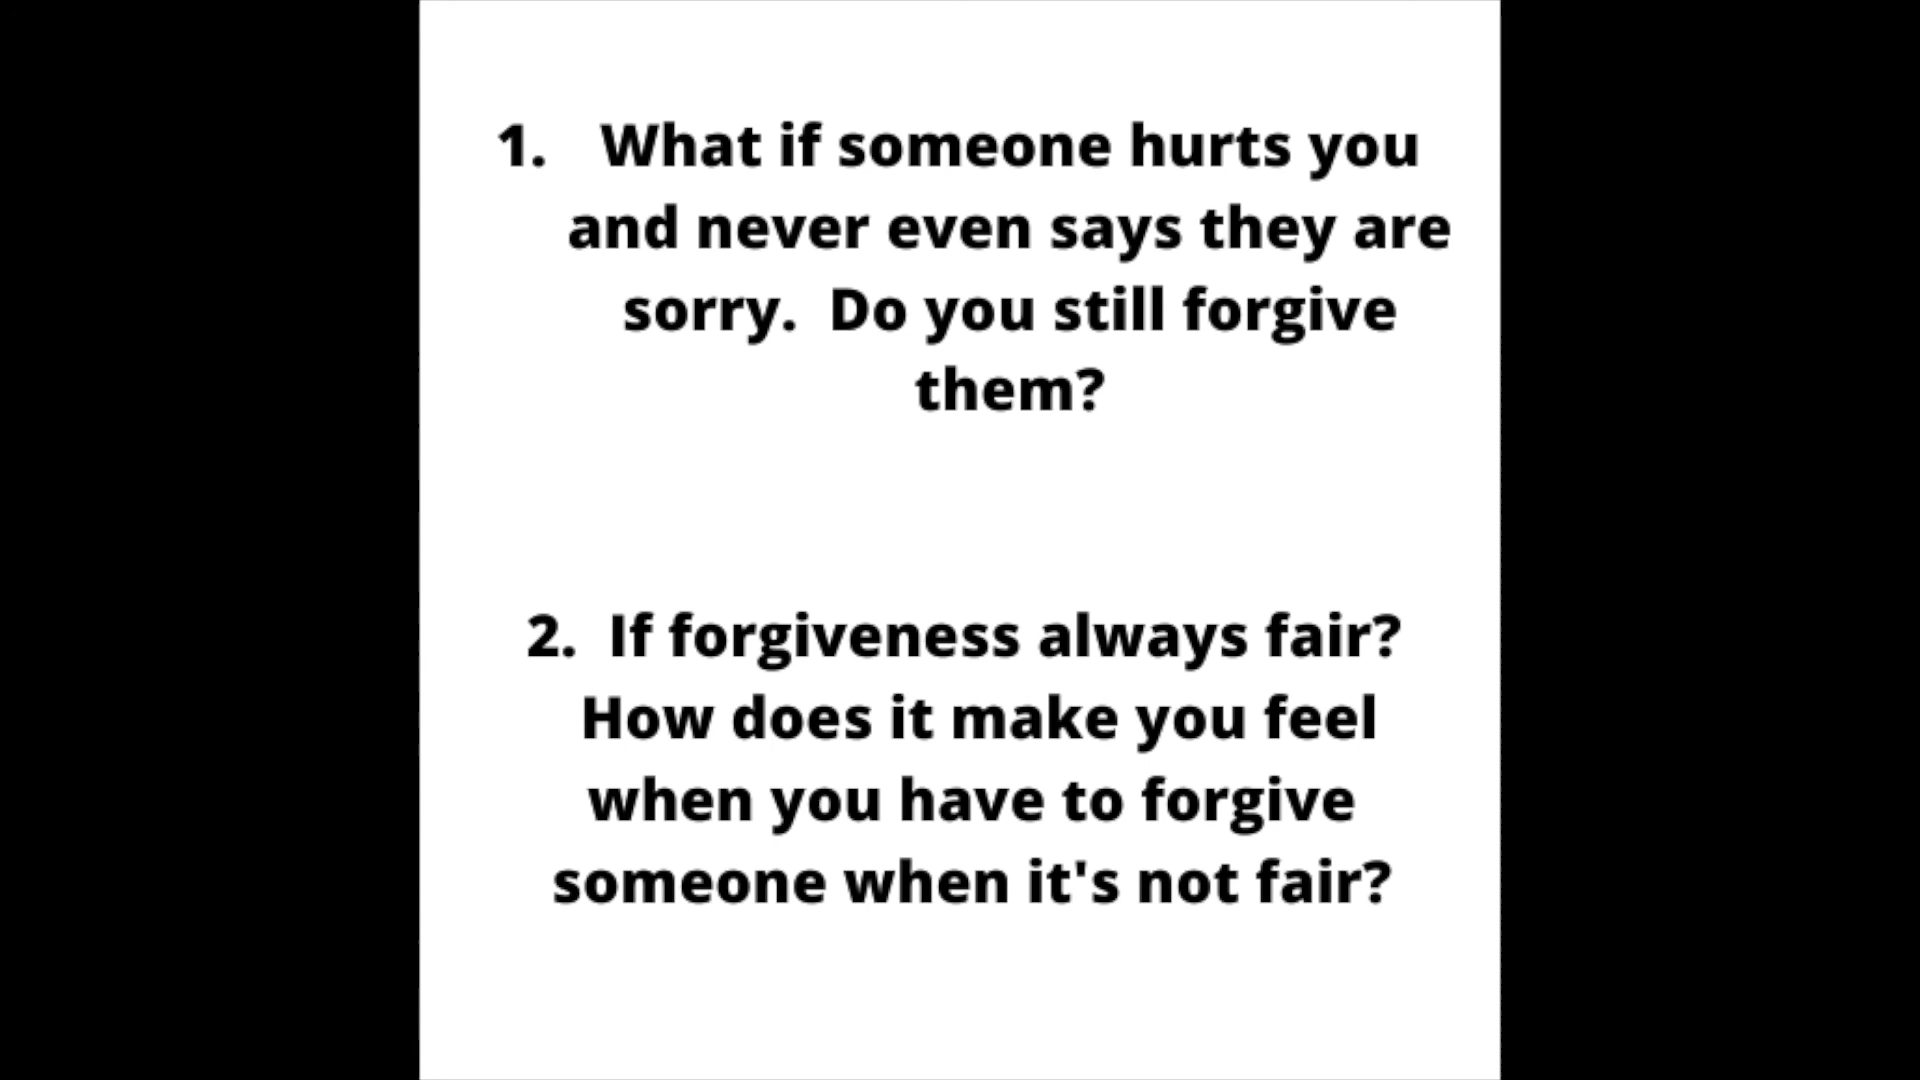 1. What if someone hurts you
and never even says they are
sorry. Do you still forgive
them?
2. If forgiveness always fair?
How does it make you feel
when you have to forgive
someone when it's not fair?